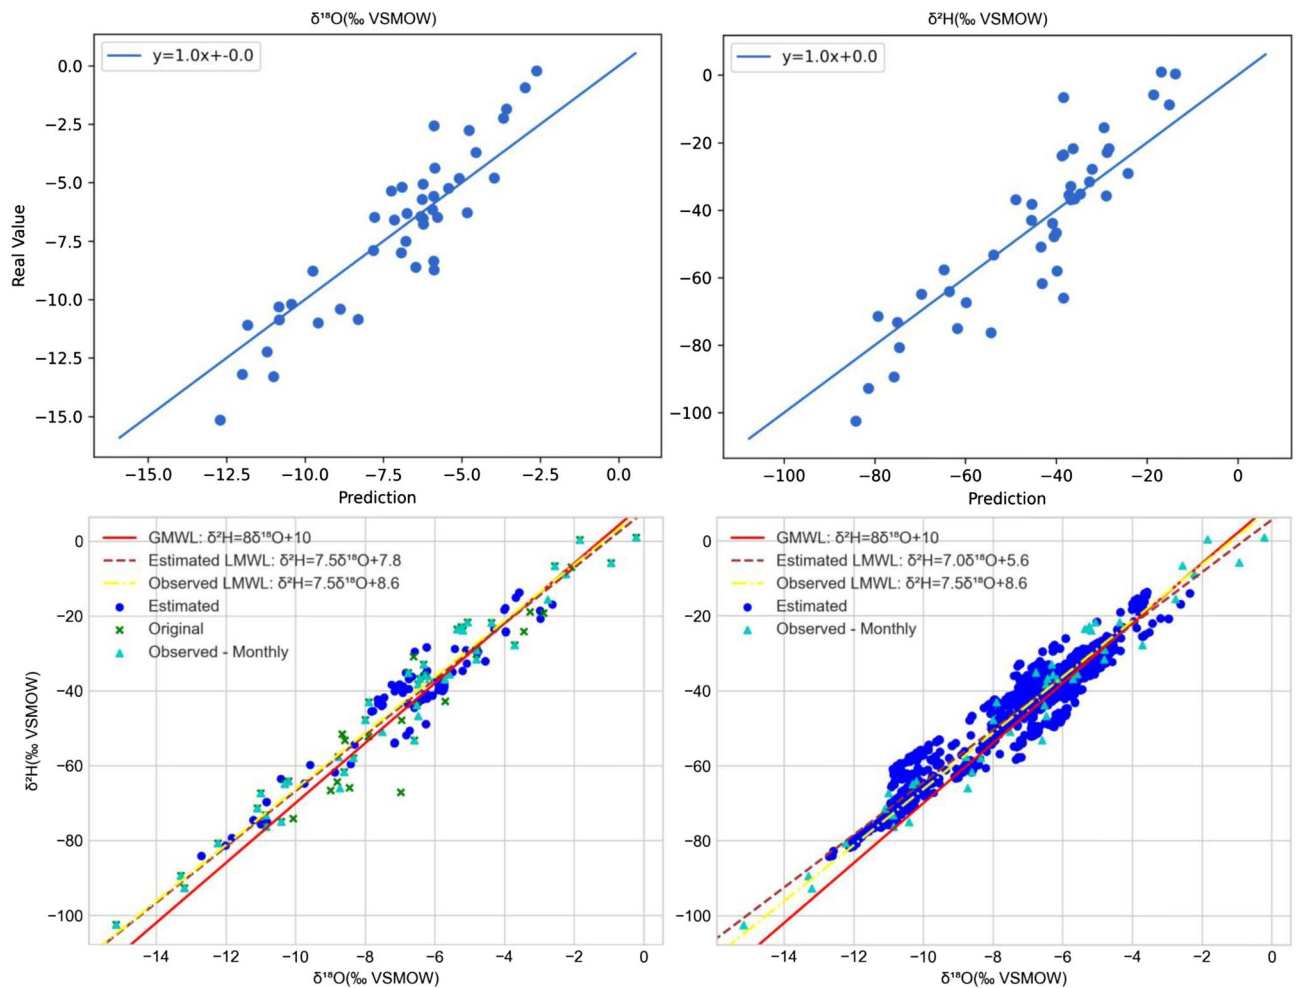 δ¹⁸O(‰ VSMOW)
δ²H(‰ VSMOW)
y=1.0x+-0.0
y=1.0x+0.0
Real Value
0.0
−2.5
−5.0
−7.5
−10.0
−12.5
−15.0
0
−20
−40
−60
−80
−100
−15.0 −12.5 −10.0 −7.5 −5.0 −2.5 0.0
Prediction
−100 −80 −60 −40 −20 0
Prediction
GMWL: δ²H=8δ¹⁸O+10
Estimated LMWL: δ²H=7.5δ¹⁸O+7.8
Observed LMWL: δ²H=7.5δ¹⁸O+8.6
Estimated
Original
Observed - Monthly
δ²H(‰ VSMOW)
0
−20
−40
−60
−80
−100
−14 −12 −10 −8 −6 −4 −2 0
δ¹⁸O(‰ VSMOW)
GMWL: δ²H=8δ¹⁸O+10
Estimated LMWL: δ²H=7.0δ¹⁸O+5.6
Observed LMWL: δ²H=7.5δ¹⁸O+8.6
Estimated
Observed - Monthly
0
−20
−40
−60
−80
−100
−14 −12 −10 −8 −6 −4 −2 0
δ¹⁸O(‰ VSMOW)